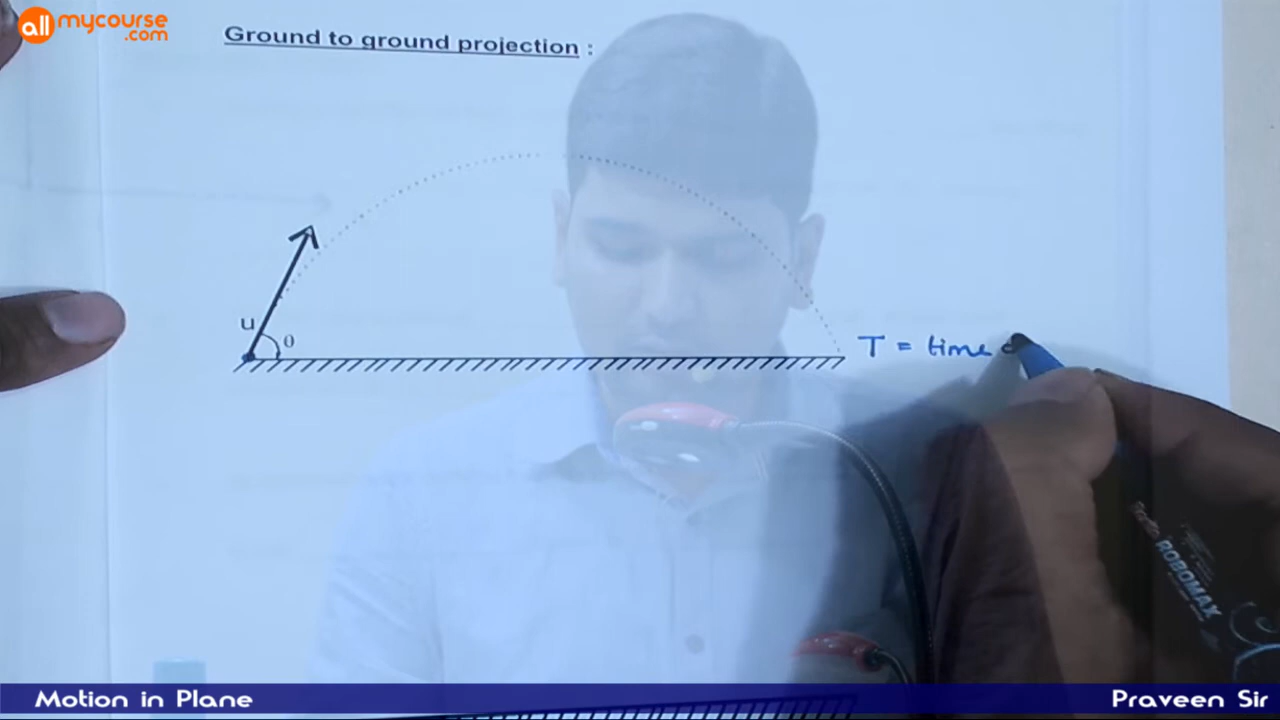 all mycourse .com
Ground to ground projection :
u
θ
T = time
ROBOMAX
Motion in Plane
Praveen Sir